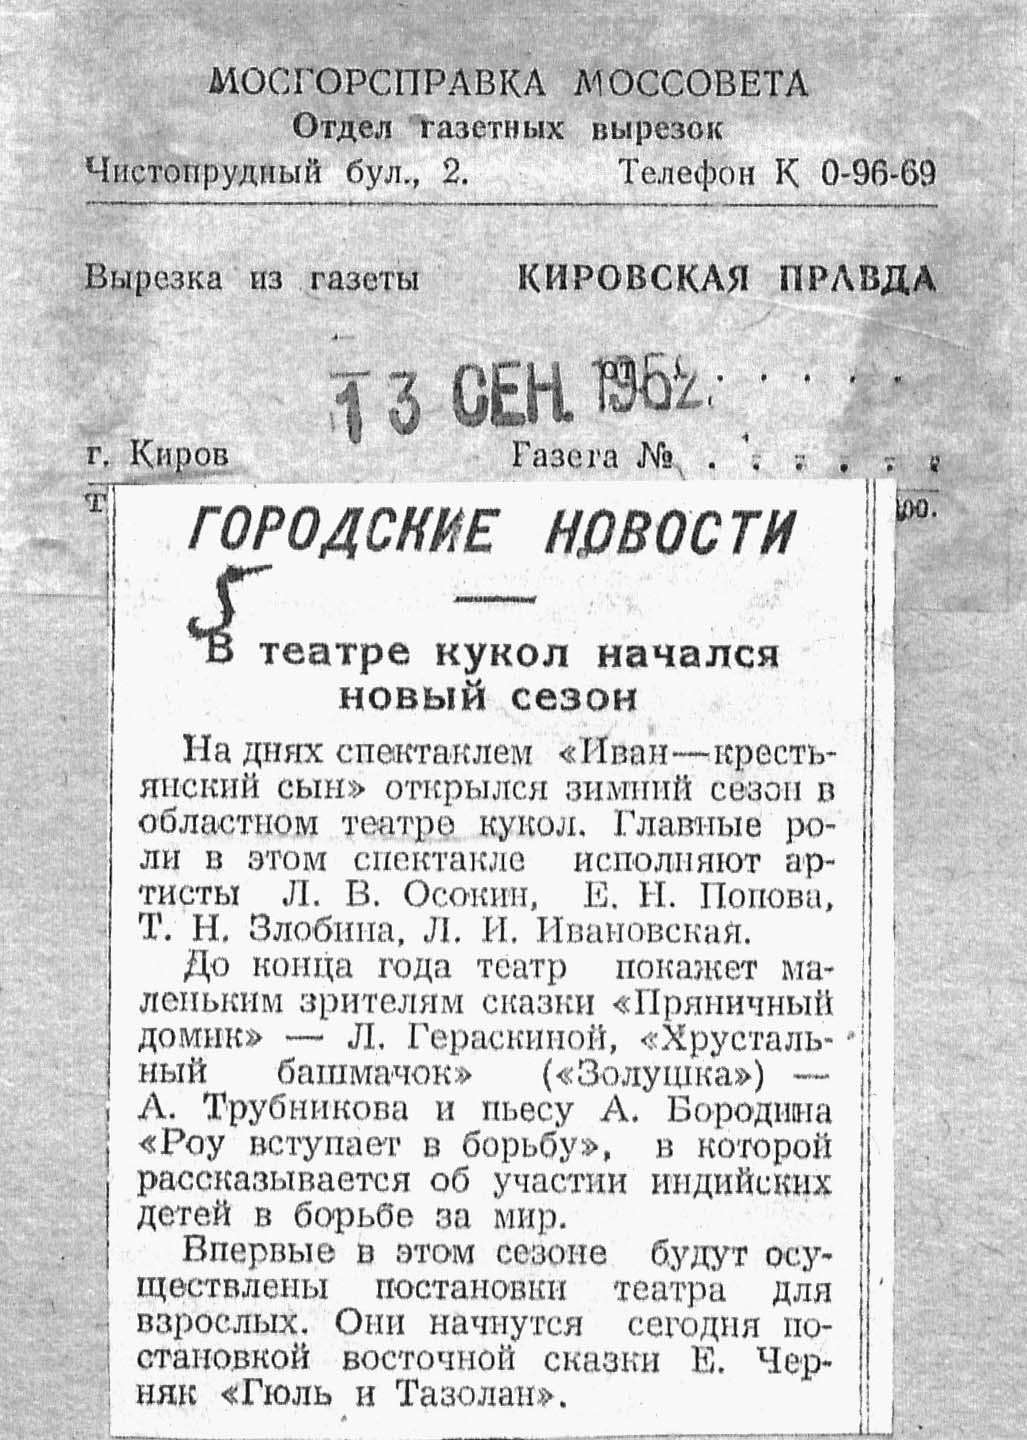 МОСГОРСПРАВКА МОССОВЕТА
Отдел газетных вырезок
Чистопрудный бул., 2. Телефон К 0-96-69
Вырезка из газеты КИРОВСКАЯ ПРАВДА
от . . . . .
13 СЕН. 1962
г. Киров Газета № . . . . . .
Т
ГОРОДСКИЕ НОВОСТИ
5
В театре кукол начался
новый сезон
На днях спектаклем «Иван—кресть-
янский сын» открылся зимний сезон в
областном театре кукол. Главные ро-
ли в этом спектакле исполняют ар-
тисты Л. В. Осокин, Е. Н. Попова,
Т. Н. Злобина, Л. И. Ивановская.
До конца года театр покажет ма-
леньким зрителям сказки «Пряничный
домик» — Л. Гераскиной, «Хрусталь-
ный башмачок» («Золушка») —
А. Трубникова и пьесу А. Бородина
«Роу вступает в борьбу», в которой
рассказывается об участии индийских
детей в борьбе за мир.
Впервые в этом сезоне будут осу-
ществлены постановки театра для
взрослых. Они начнутся сегодня по-
становкой восточной сказки Е. Чер-
няк «Гюль и Тазолан».